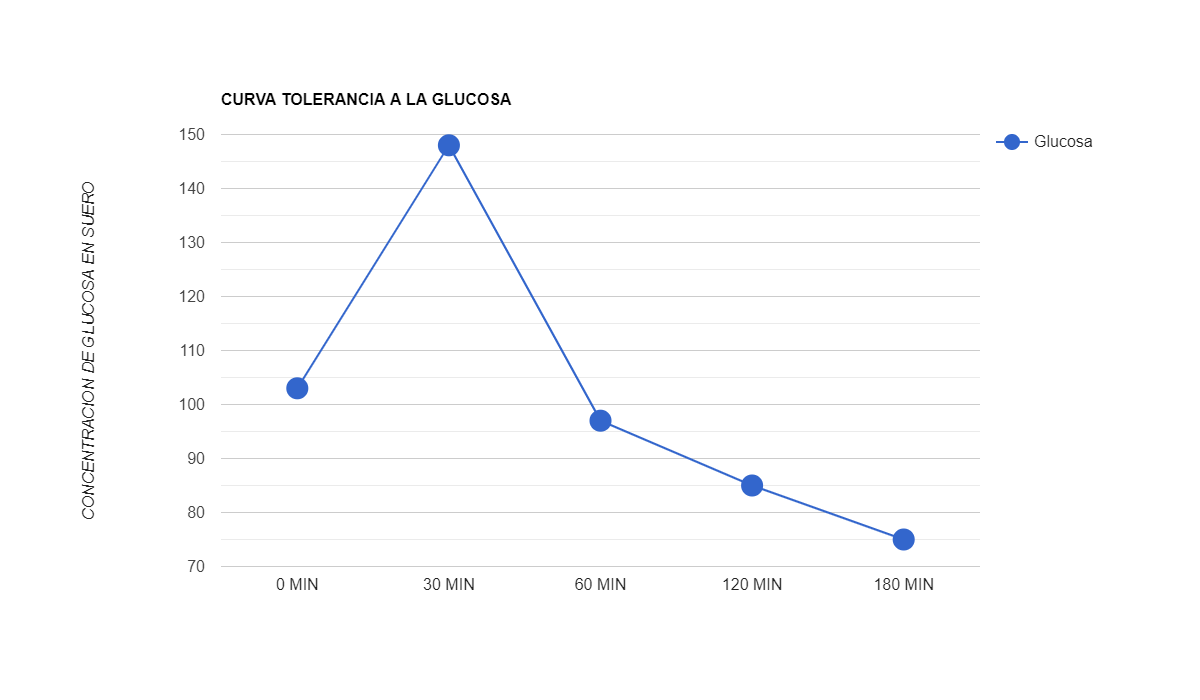 CURVA TOLERANCIA A LA GLUCOSA
CONCENTRACION DE GLUCOSA EN SUERO
150
140
130
120
110
100
90
80
70
0 MIN
30 MIN
60 MIN
120 MIN
180 MIN
Glucosa